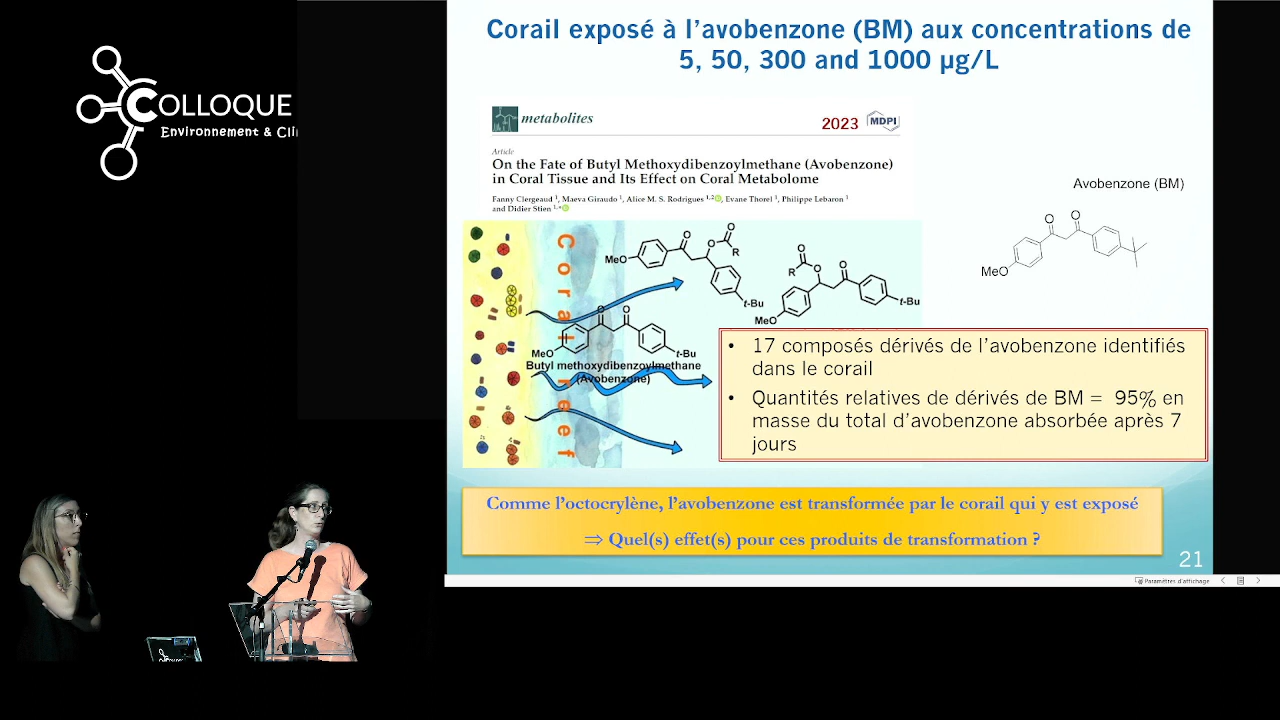 COLLOQUE
Environnement & Cli
Corail exposé à l'avobenzone (BM) aux concentrations de
5, 50, 300 and 1000 µg/L
metabolites
2023
MDPI
Article
On the Fate of Butyl Methoxydibenzoylmethane (Avobenzone)
in Coral Tissue and Its Effect on Coral Metabolome
Fanny Clergeaud 1, Maeva Giraudo 1, Alice M. S. Rodrigues 1,2, Evane Thorel 1, Philippe Lebaron 1
and Didier Stien 1,*
Avobenzone (BM)
O O
MeO
Coral reef
O
O
O
R
MeO
t-Bu
O
R
O
O
MeO
t-Bu
O O
MeO
t-Bu
Butyl methoxydibenzoylmethane
(Avobenzone)
• 17 composés dérivés de l'avobenzone identifiés
dans le corail
• Quantités relatives de dérivés de BM = 95% en
masse du total d'avobenzone absorbée après 7
jours
Comme l'octocrylène, l'avobenzone est transformée par le corail qui y est exposé
⇒ Quel(s) effet(s) pour ces produits de transformation ?
21
Paramètres d'affichage